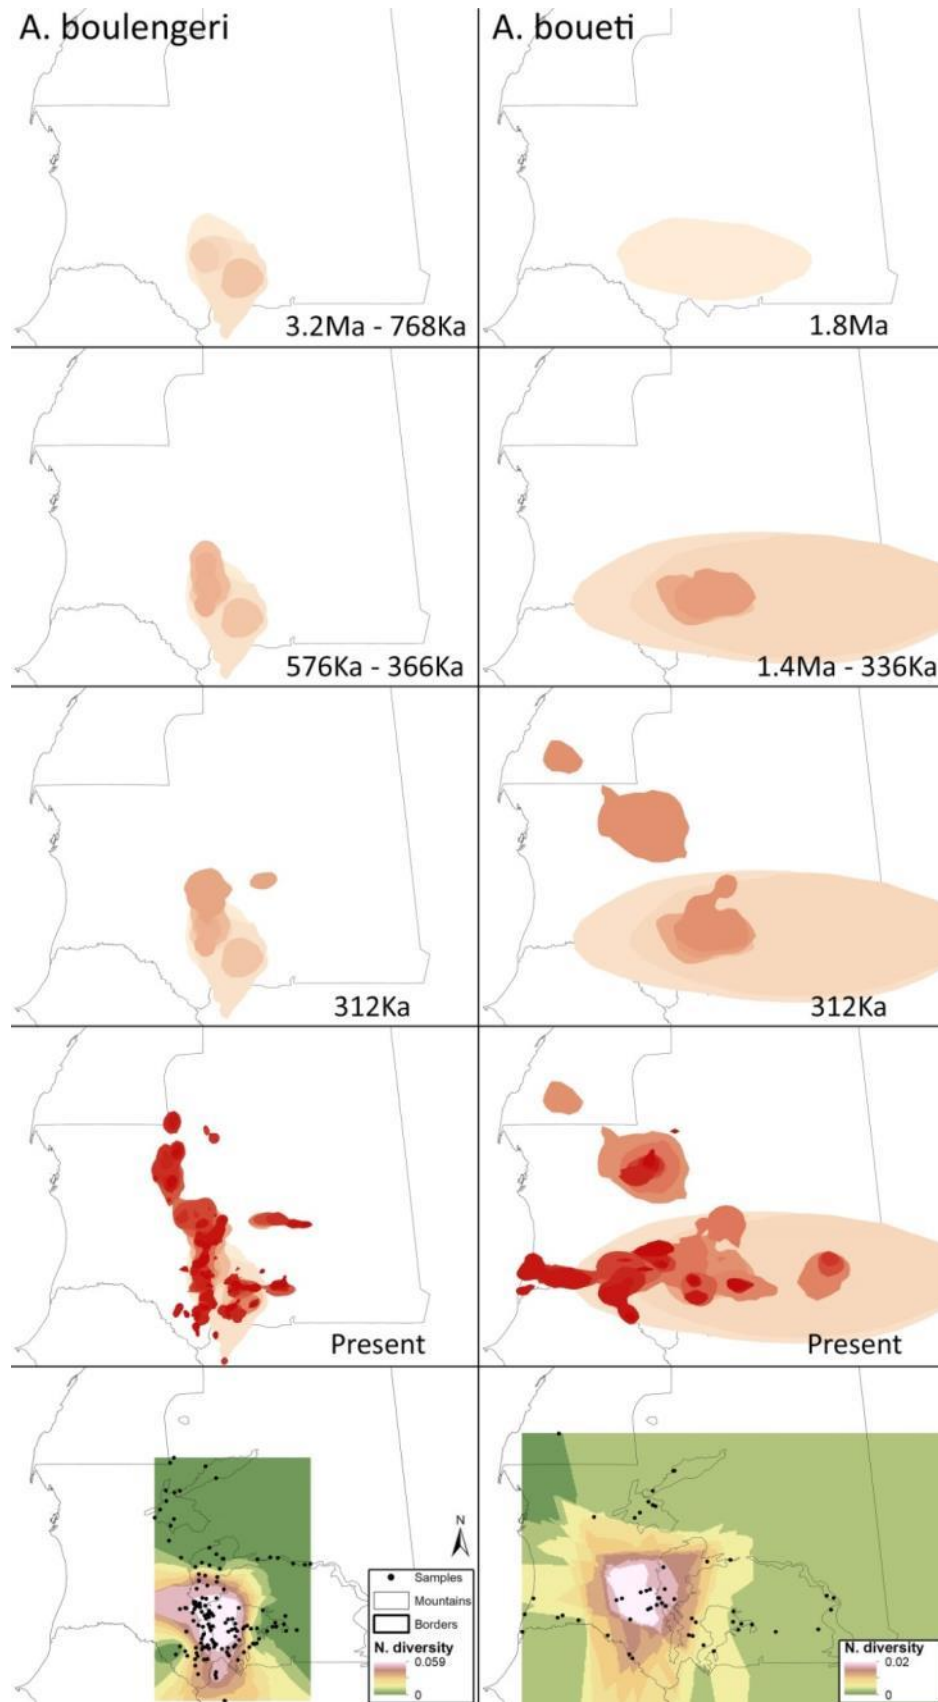 A. boulengeri
A. boueti
3.2Ma - 768Ka
1.8Ma
576Ka - 366Ka
1.4Ma - 336Ka
312Ka
312Ka
Present
Present
N
Samples
Mountains
Borders
N. diversity
0.059
0
N. diversity
0.02
0